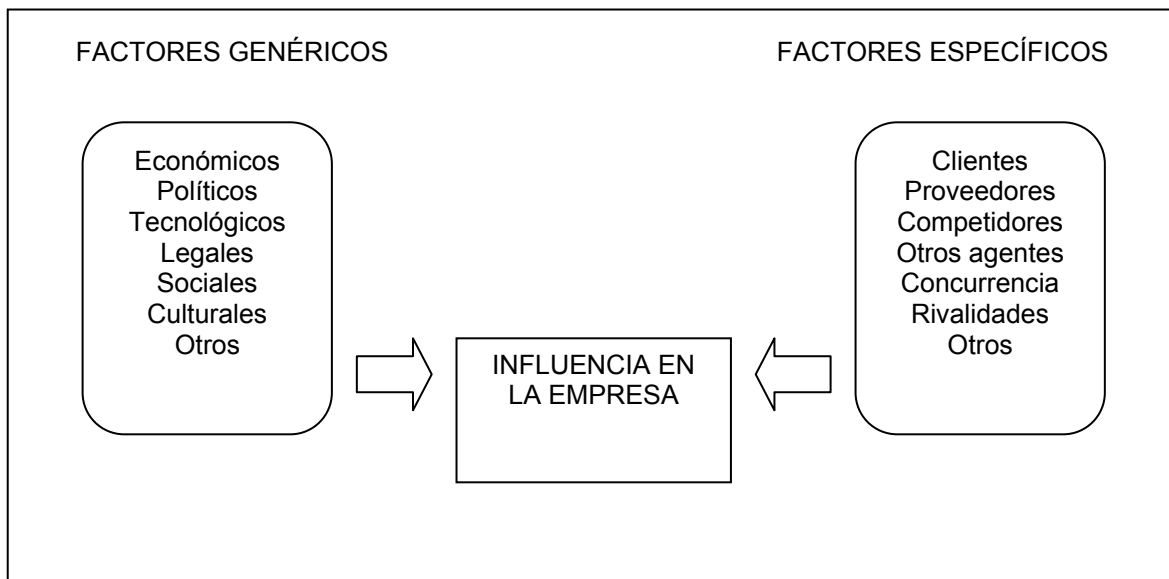 FACTORES GENÉRICOS
FACTORES ESPECÍFICOS
Económicos
Políticos
Tecnológicos
Legales
Sociales
Culturales
Otros
Clientes
Proveedores
Competidores
Otros agentes
Concurrencia
Rivalidades
Otros
INFLUENCIA EN
LA EMPRESA